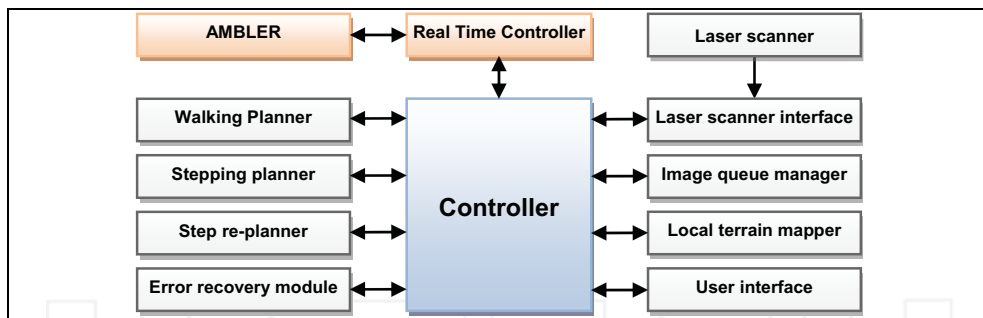 AMBLER
Real Time Controller
Laser scanner
Walking Planner
Laser scanner interface
Stepping planner
Image queue manager
Controller
Step re-planner
Local terrain mapper
Error recovery module
User interface